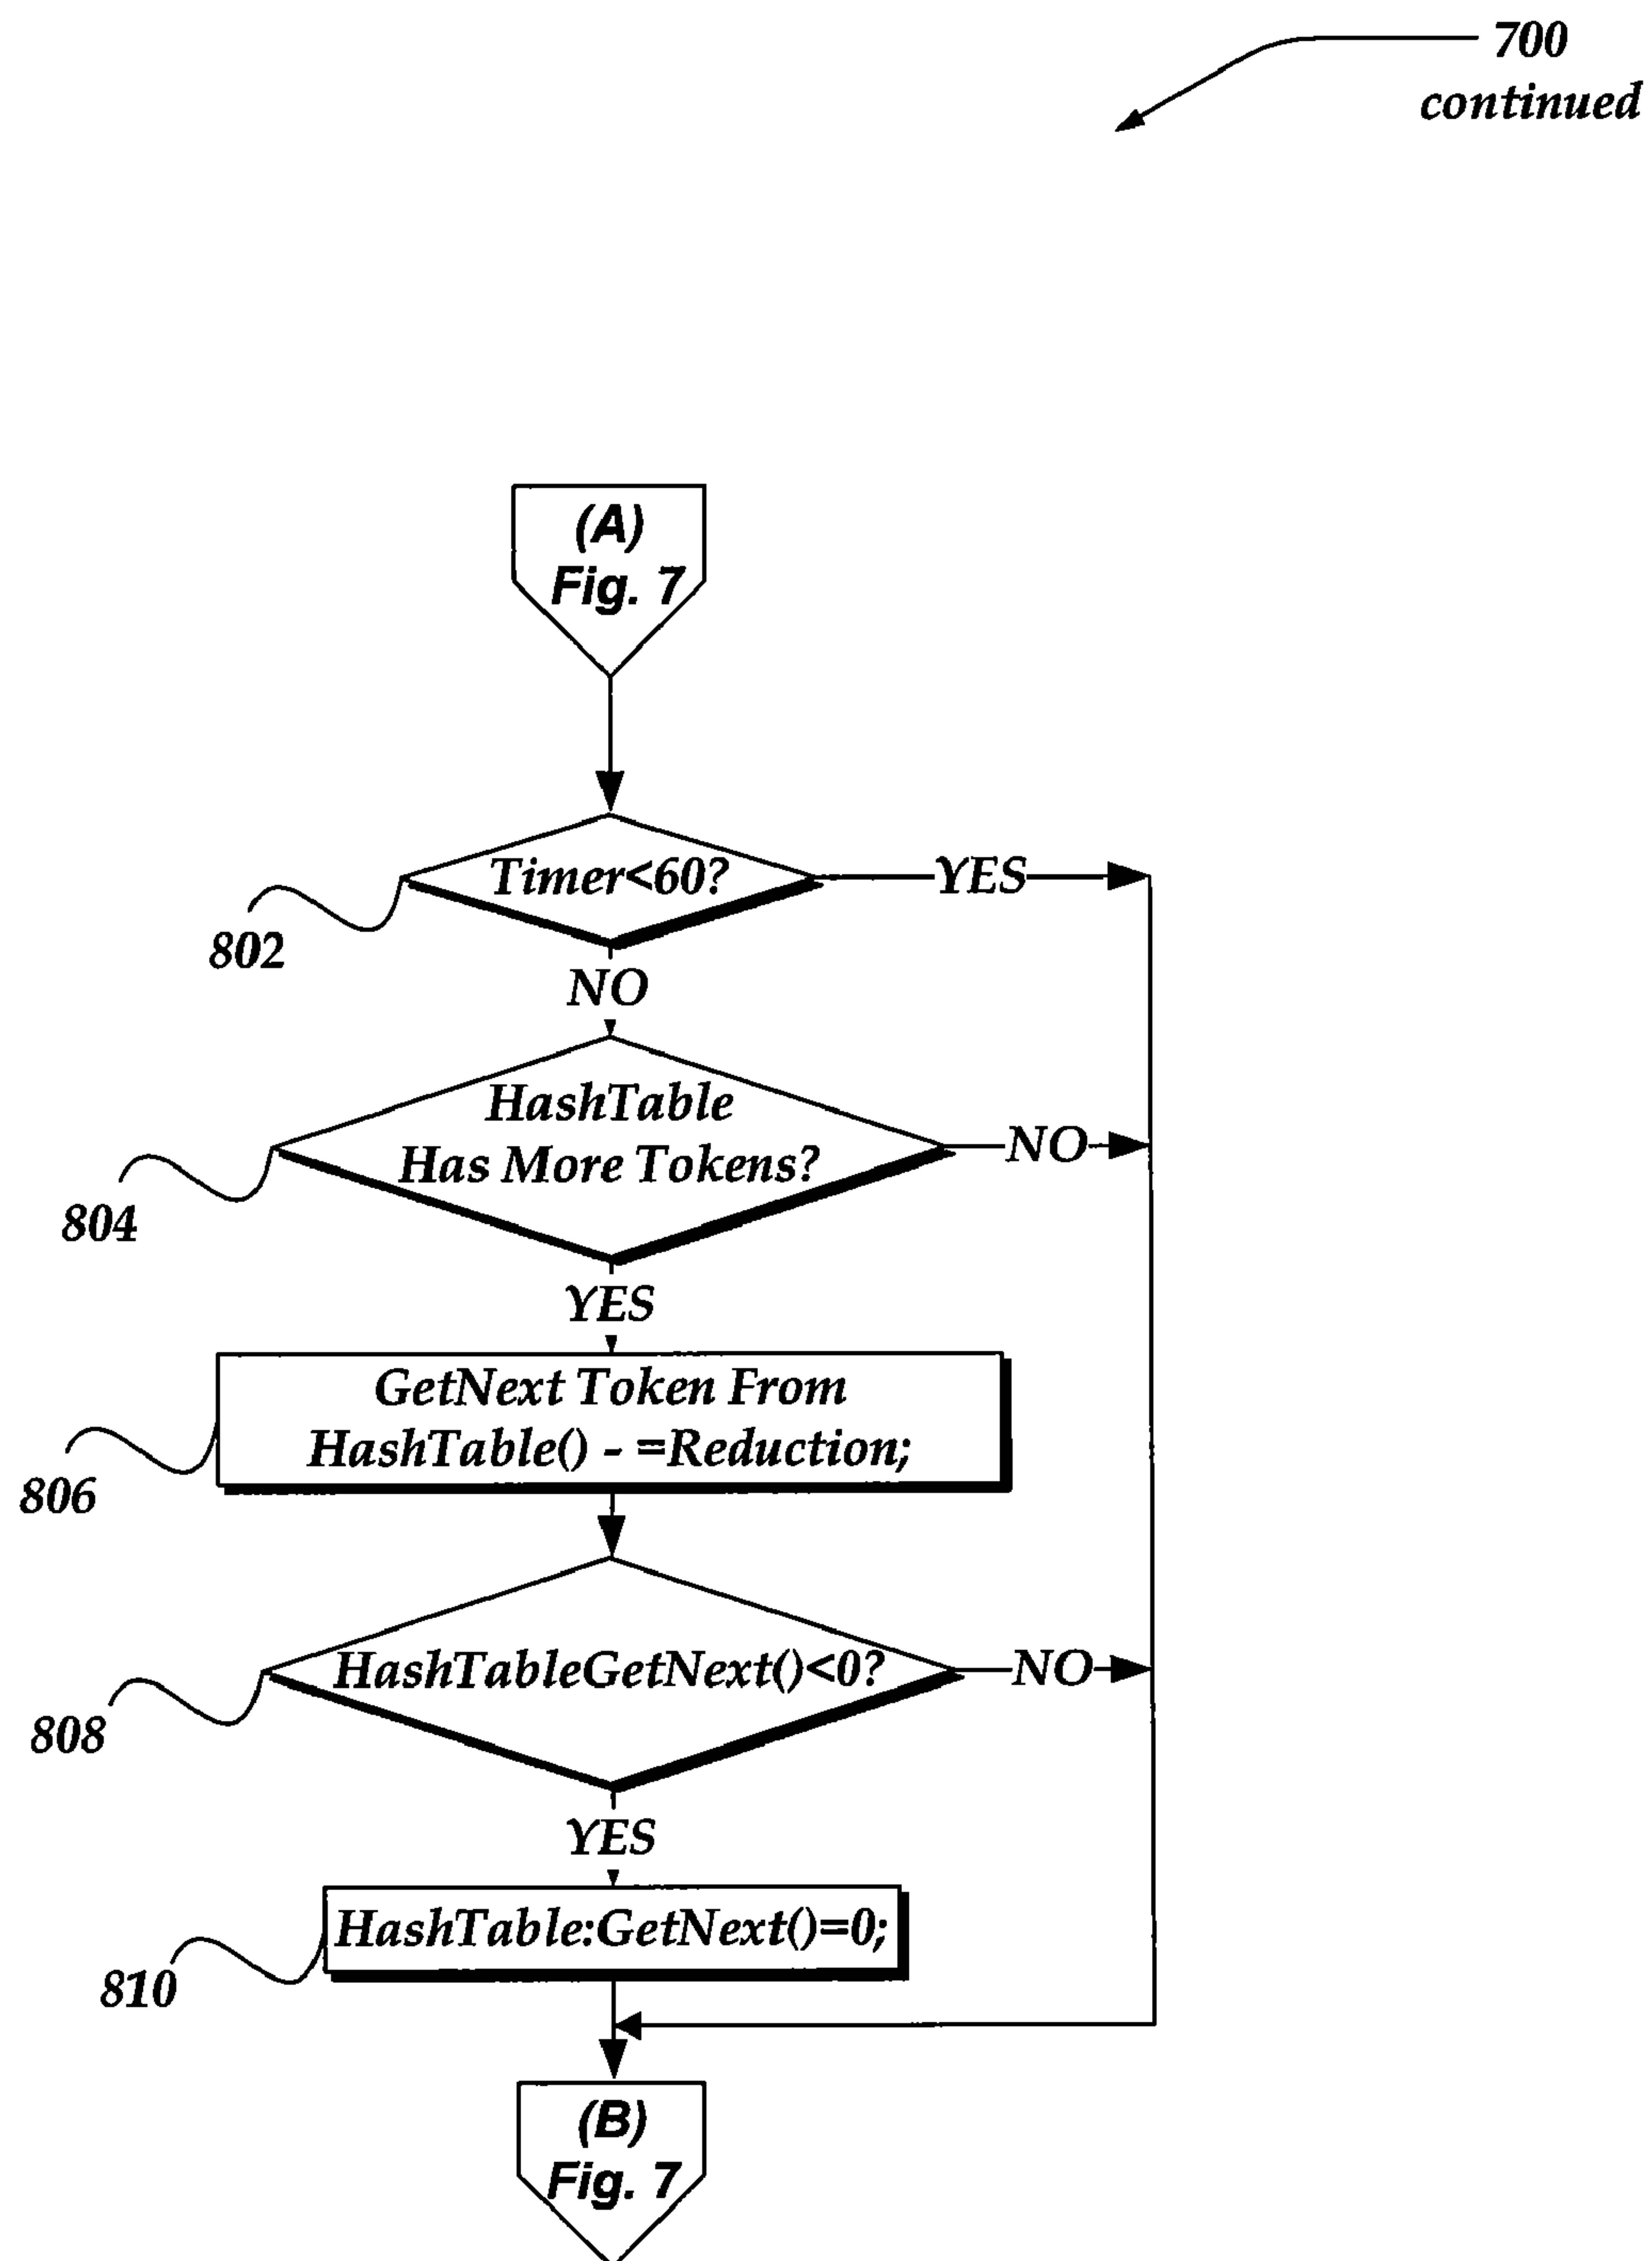 700
continued
(A)
Fig. 7
Timer<60?
YES
802
NO
HashTable
Has More Tokens?
NO
804
YES
GetNext Token From
HashTable() - =Reduction;
806
HashTableGetNext()<0?
NO
808
YES
HashTable:GetNext()=0;
810
(B)
Fig. 7